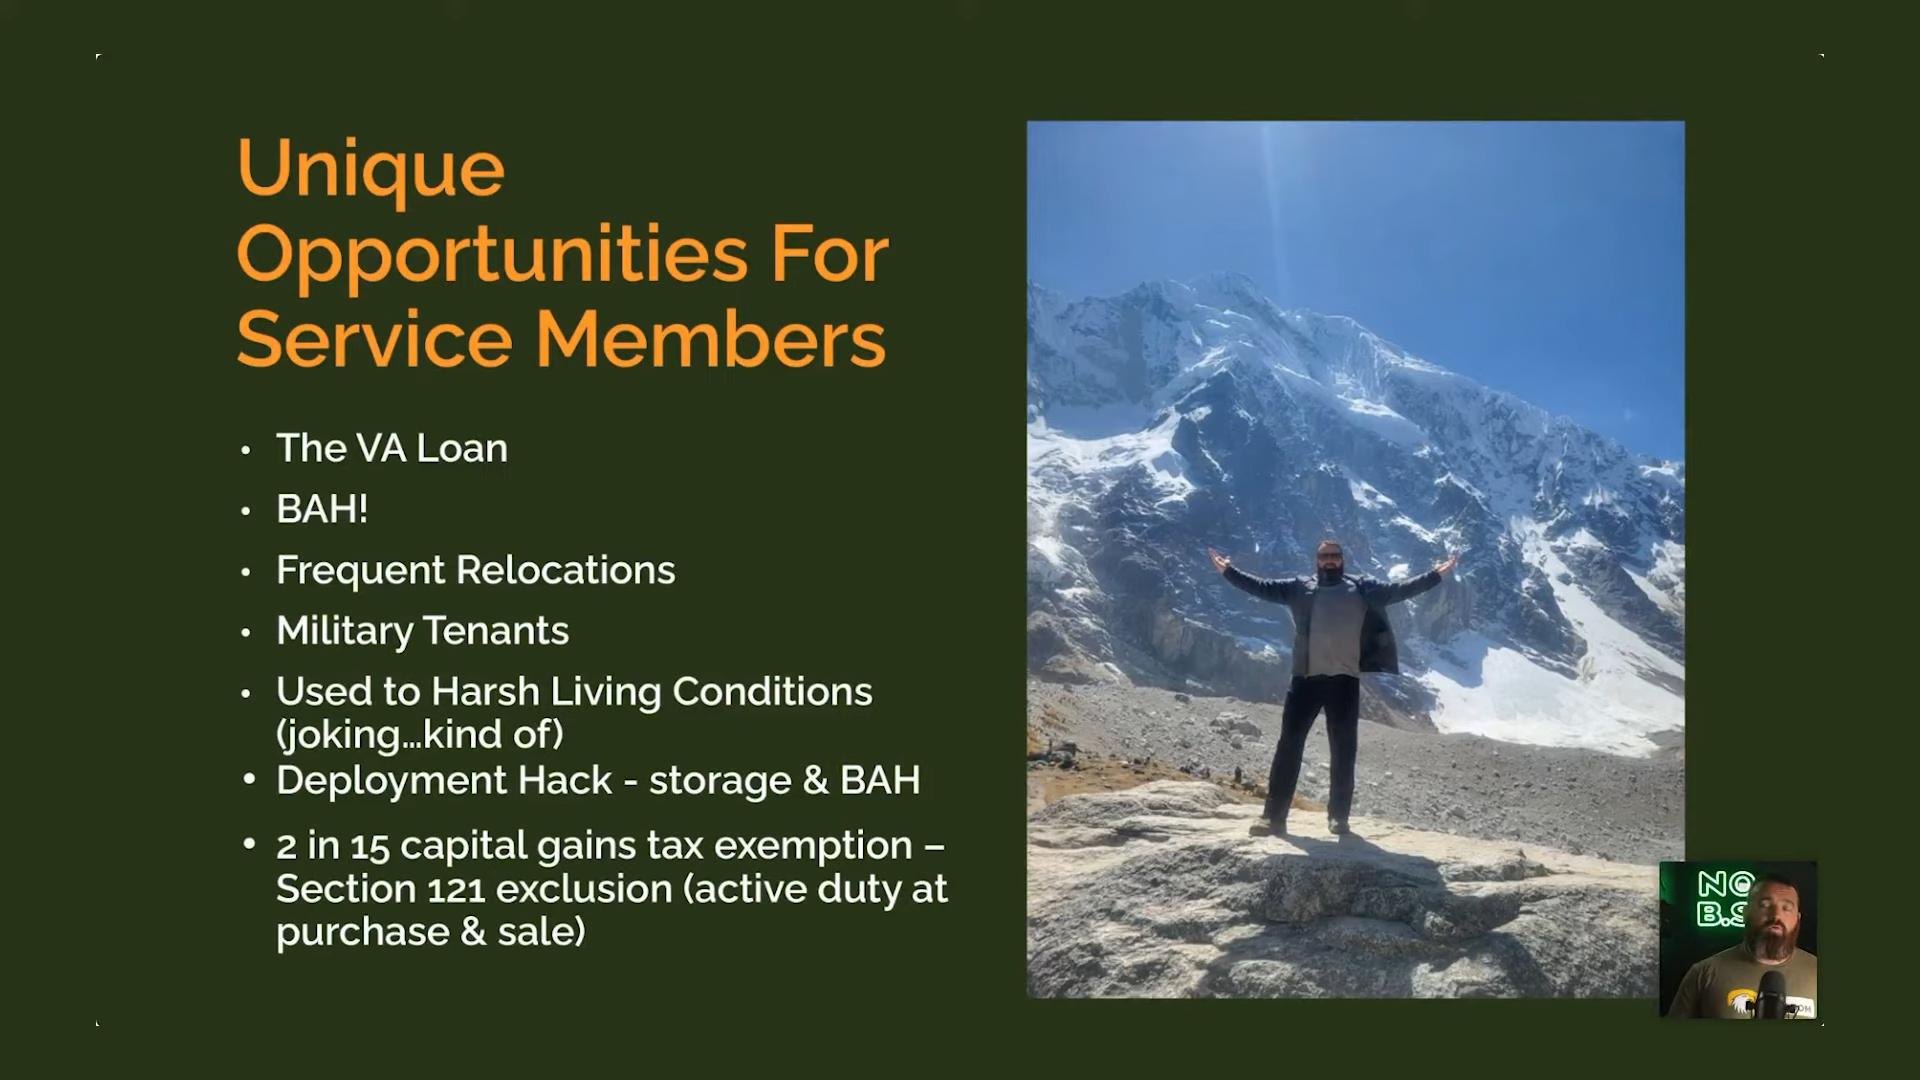 Unique
Opportunities For
Service Members
• The VA Loan
• BAH!
• Frequent Relocations
• Military Tenants
• Used to Harsh Living Conditions
(joking...kind of)
• Deployment Hack - storage & BAH
• 2 in 15 capital gains tax exemption –
Section 121 exclusion (active duty at
purchase & sale)
NO
B.S